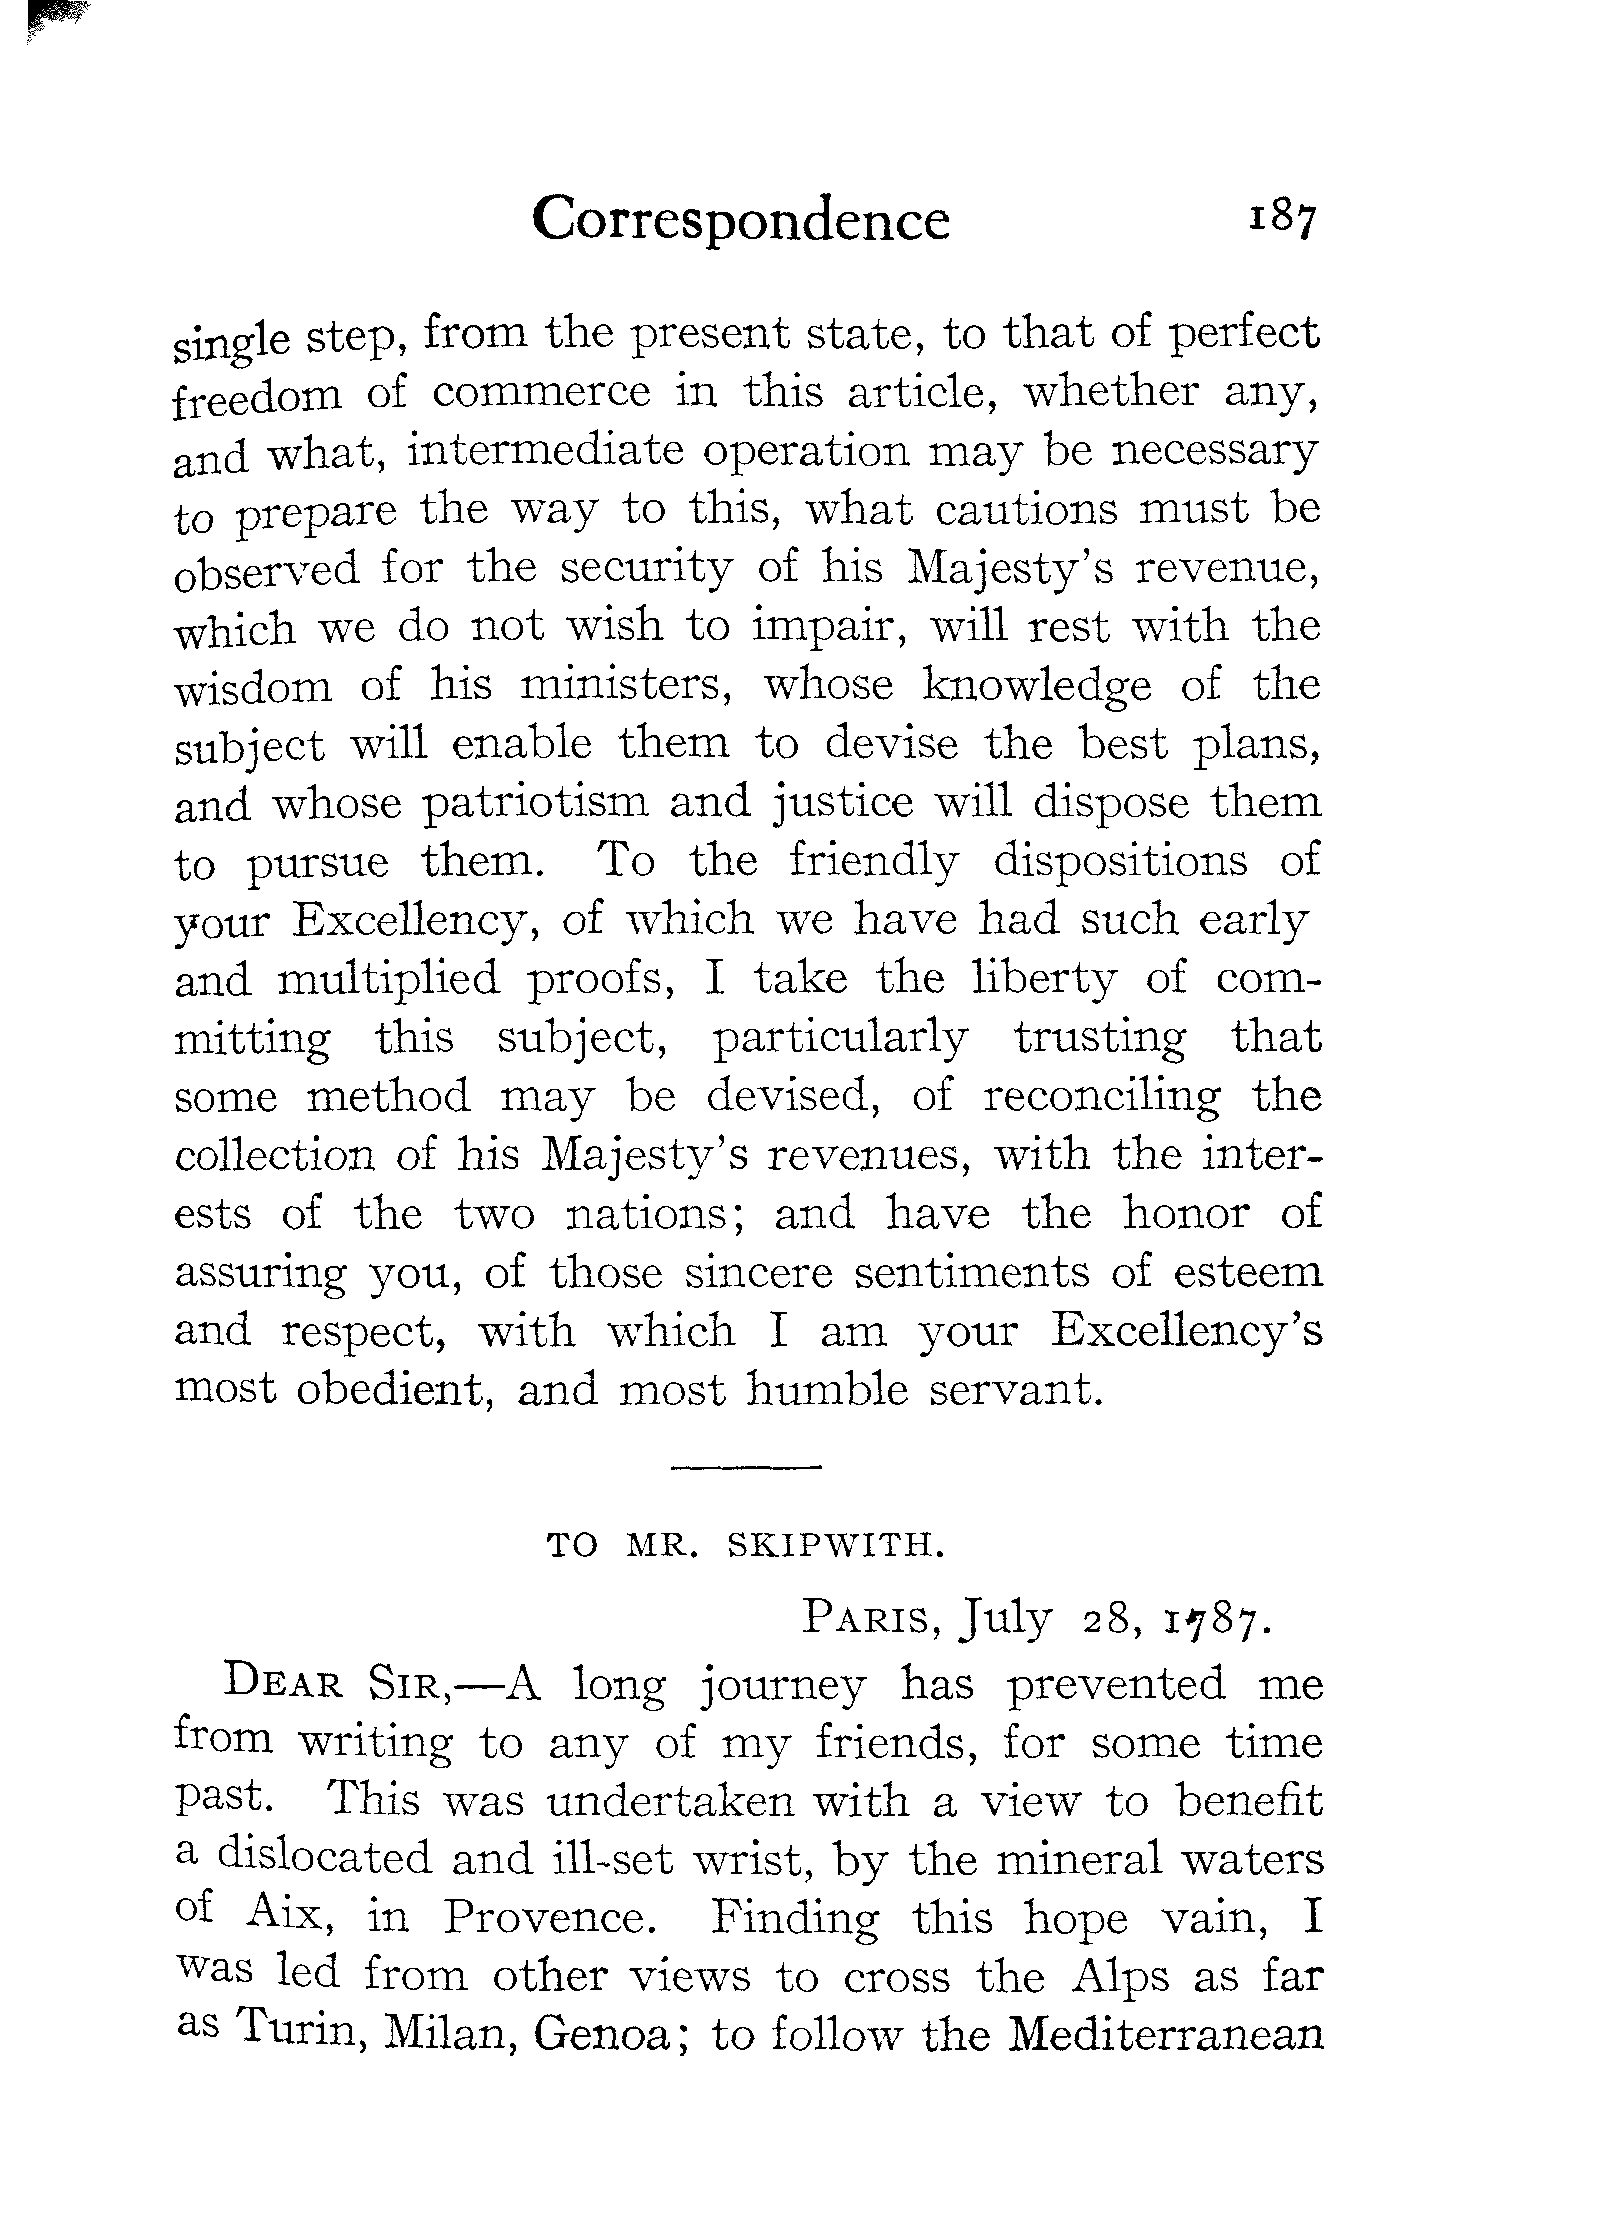 Correspondence 187
single step, from the present state, to that of perfect
freedom of commerce in this article, whether any,
and what, intermediate operation may be necessary
to prepare the way to this, what cautions must be
observed for the security of his Majesty's revenue,
which we do not wish to impair, will rest with the
wisdom of his ministers, whose knowledge of the
subject will enable them to devise the best plans,
and whose patriotism and justice will dispose them
to pursue them. To the friendly dispositions of
your Excellency, of which we have had such early
and multiplied proofs, I take the liberty of com-
mitting this subject, particularly trusting that
some method may be devised, of reconciling the
collection of his Majesty's revenues, with the inter-
ests of the two nations; and have the honor of
assuring you, of those sincere sentiments of esteem
and respect, with which I am your Excellency's
most obedient, and most humble servant.
TO MR. SKIPWITH.
PARIS, July 28, 1787.
DEAR SIR,—A long journey has prevented me
from writing to any of my friends, for some time
past. This was undertaken with a view to benefit
a dislocated and ill-set wrist, by the mineral waters
of Aix, in Provence. Finding this hope vain, I
was led from other views to cross the Alps as far
as Turin, Milan, Genoa; to follow the Mediterranean